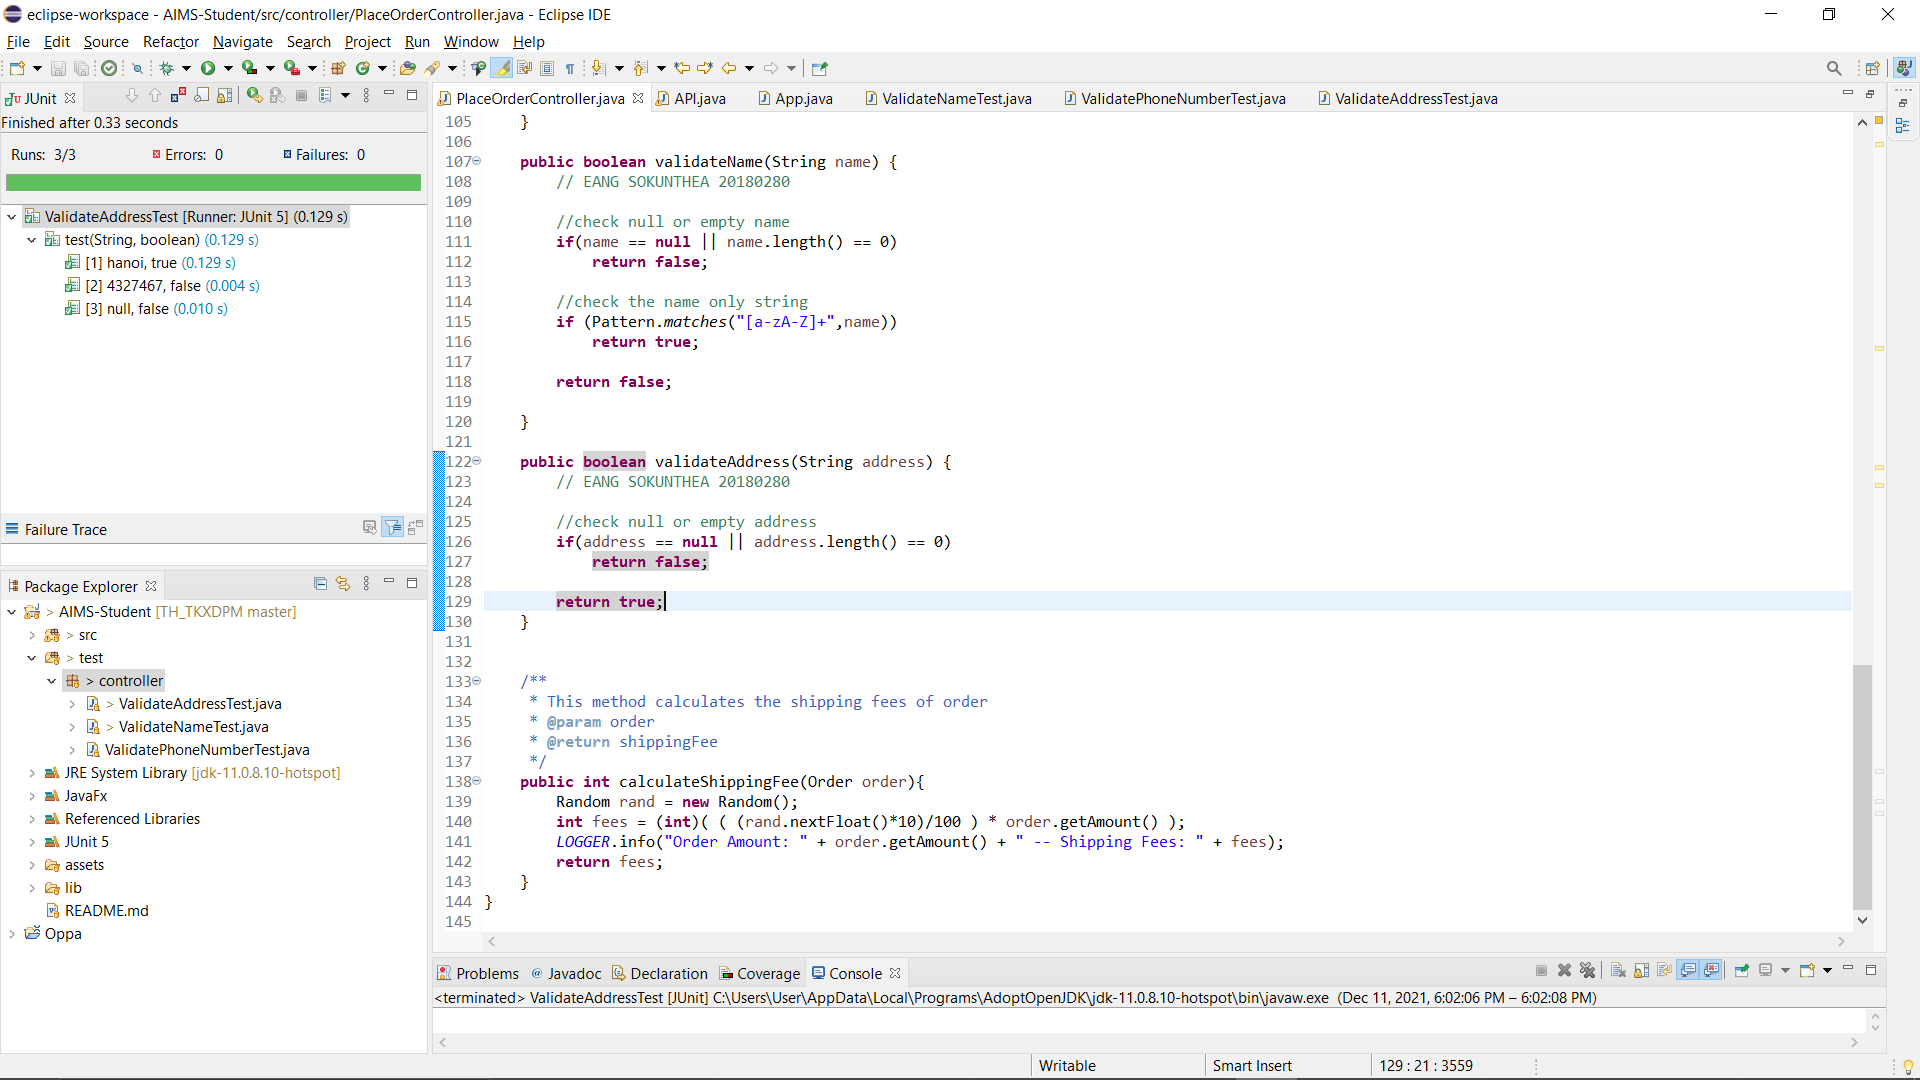 eclipse-workspace - AIMS-Student/src/controller/PlaceOrderController.java - Eclipse IDE
File Edit Source Refactor Navigate Search Project Run Window Help
JUnit
Finished after 0.33 seconds
Runs: 3/3 Errors: 0 Failures: 0
ValidateAddressTest [Runner: JUnit 5] (0.129 s)
test(String, boolean) (0.129 s)
[1] hanoi, true (0.129 s)
[2] 4327467, false (0.004 s)
[3] null, false (0.010 s)
Failure Trace
Package Explorer
> AIMS-Student [TH_TKXDPM master]
> src
> test
> controller
> ValidateAddressTest.java
> ValidateNameTest.java
ValidatePhoneNumberTest.java
JRE System Library [jdk-11.0.8.10-hotspot]
JavaFx
Referenced Libraries
JUnit 5
assets
lib
README.md
Oppa
PlaceOrderController.java API.java App.java ValidateNameTest.java ValidatePhoneNumberTest.java ValidateAddressTest.java
105     }
106
107     public boolean validateName(String name) {
108         // EANG SOKUNTHEA 20180280
109
110         //check null or empty name
111         if(name == null || name.length() == 0)
112             return false;
113
114         //check the name only string
115         if (Pattern.matches("[a-zA-Z]+",name))
116             return true;
117
118         return false;
119
120     }
121
122     public boolean validateAddress(String address) {
123         // EANG SOKUNTHEA 20180280
124
125         //check null or empty address
126         if(address == null || address.length() == 0)
127             return false;
128
129         return true;
130     }
131
132
133     /**
134      * This method calculates the shipping fees of order
135      * @param order
136      * @return shippingFee
137      */
138     public int calculateShippingFee(Order order){
139         Random rand = new Random();
140         int fees = (int)( ( (rand.nextFloat()*10)/100 ) * order.getAmount() );
141         LOGGER.info("Order Amount: " + order.getAmount() + " -- Shipping Fees: " + fees);
142         return fees;
143     }
144 }
145
Problems @ Javadoc Declaration Coverage Console
<terminated> ValidateAddressTest [JUnit] C:\Users\User\AppData\Local\Programs\AdoptOpenJDK\jdk-11.0.8.10-hotspot\bin\javaw.exe (Dec 11, 2021, 6:02:06 PM – 6:02:08 PM)
Writable Smart Insert 129 : 21 : 3559